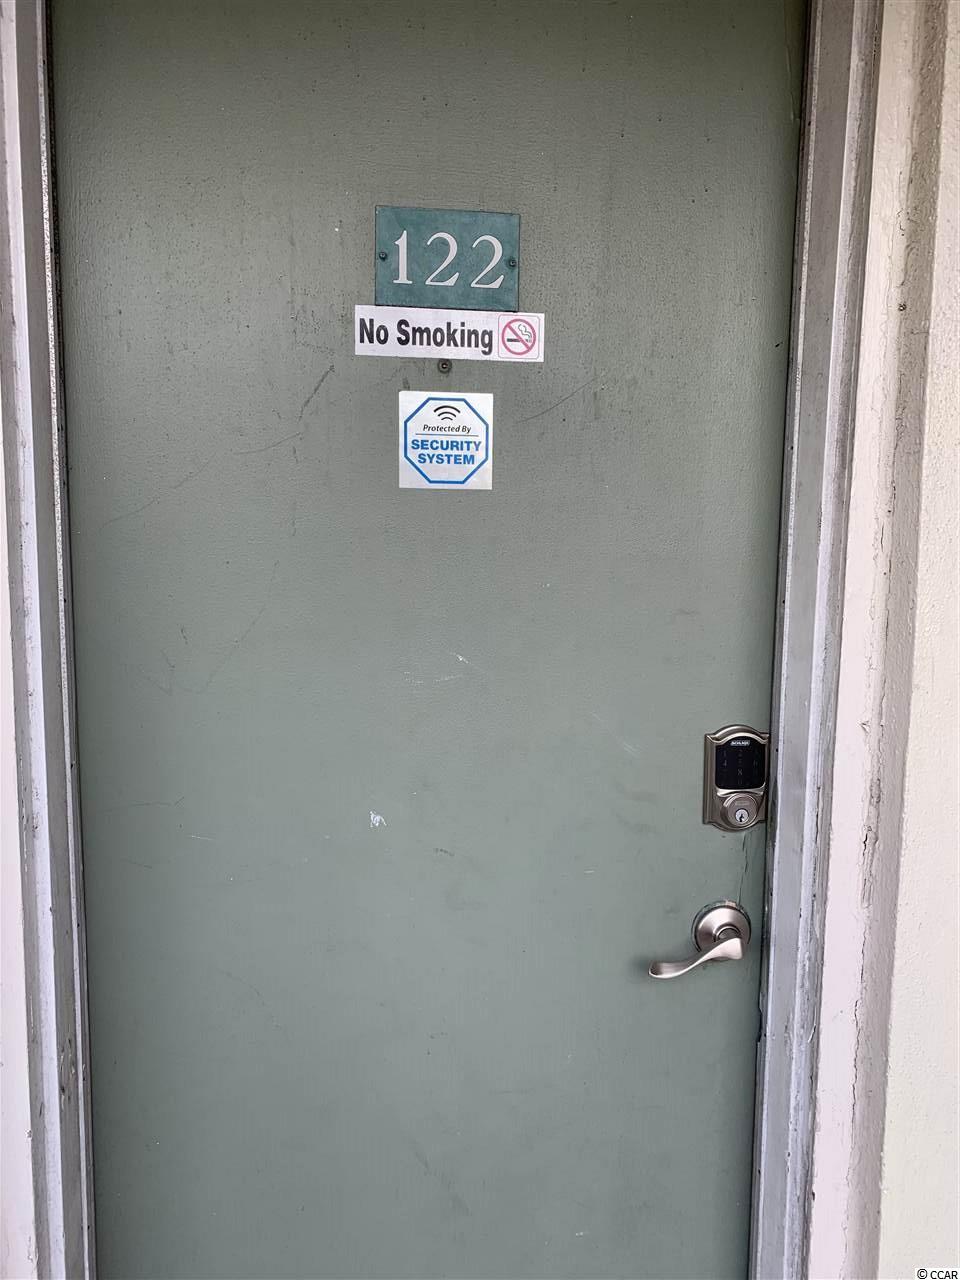 122
No Smoking
Protected By
SECURITY
SYSTEM
SCHLAGE
© CCAR